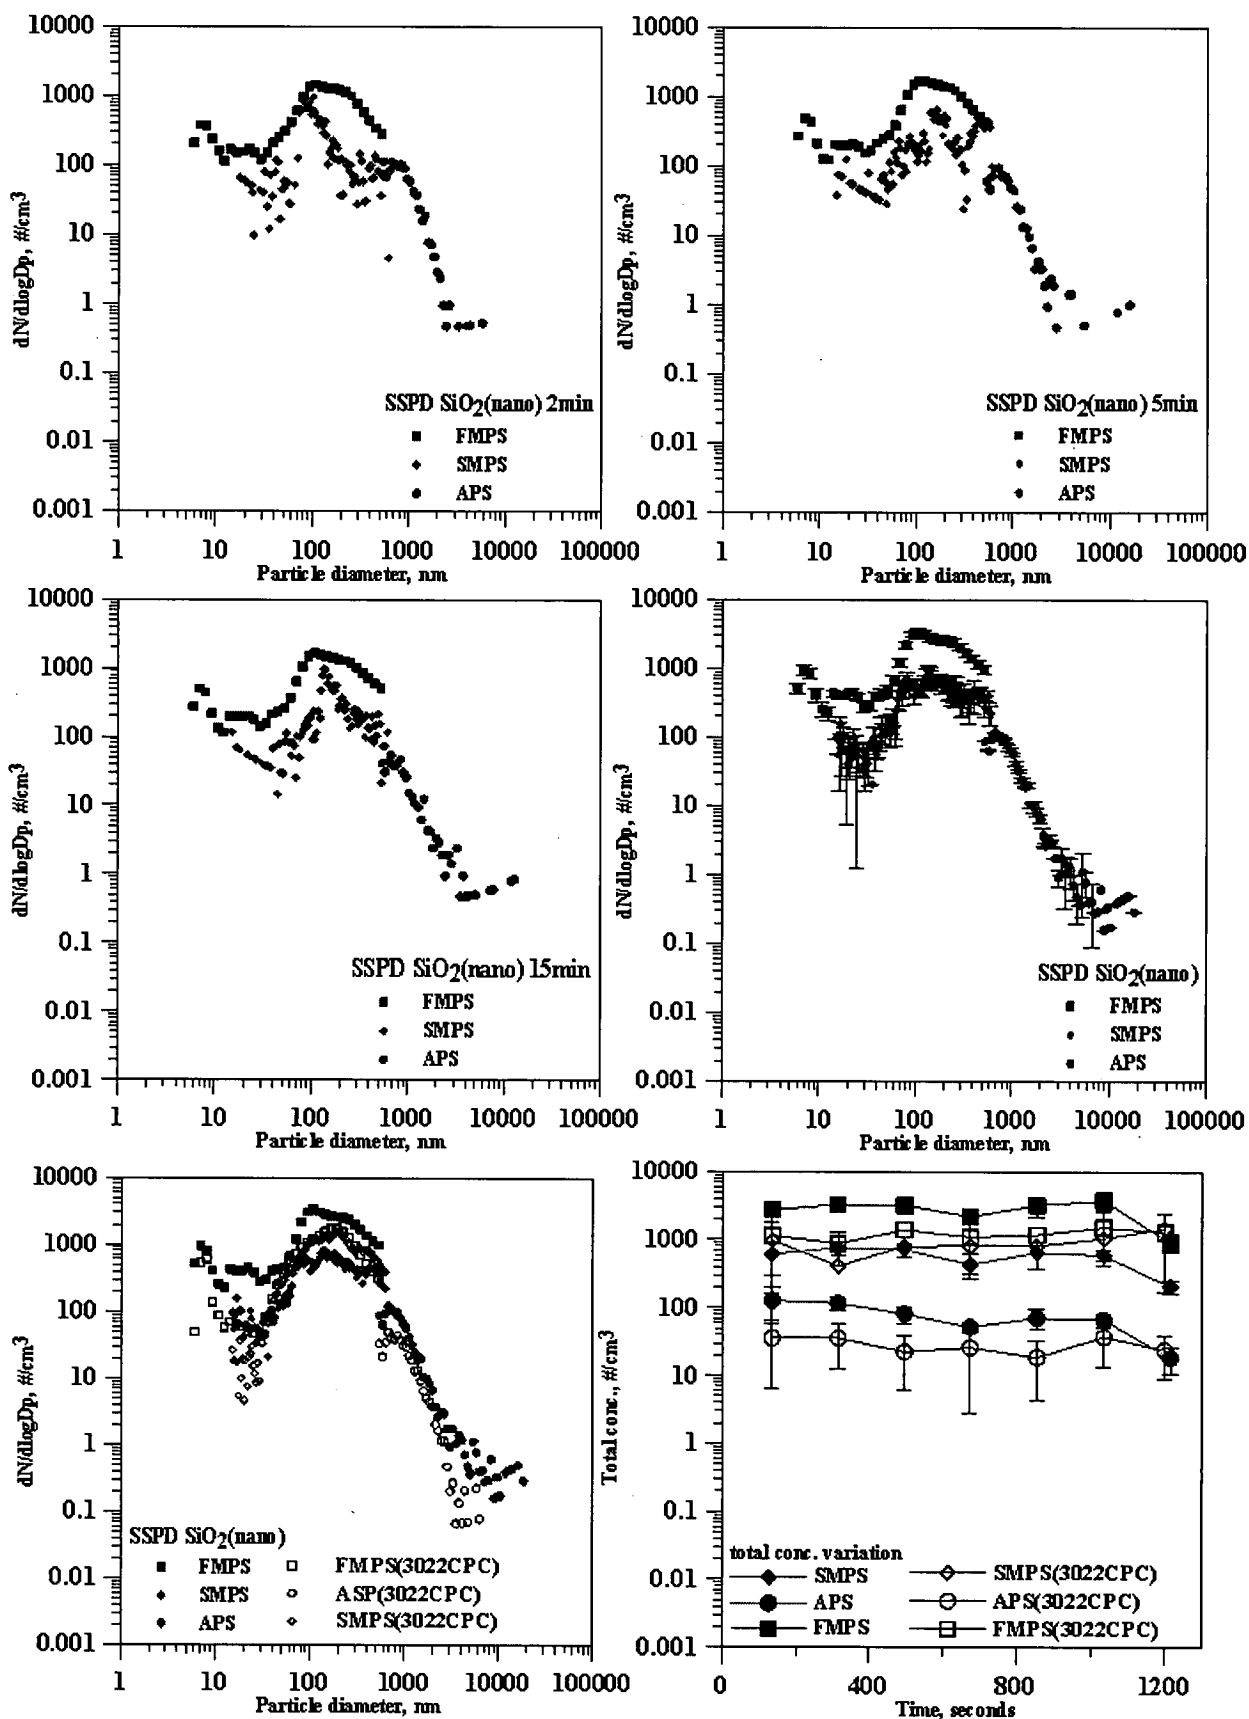 10000
1000
100
10
1
0.1
0.01
0.001
dN/dlogDp, #/cm3
SSPD SiO2(nano) 2min
FMPS
SMPS
APS
1 10 100 1000 10000 100000
Particle diameter, nm
10000
1000
100
10
1
0.1
0.01
0.001
dN/dlogDp, #/cm3
SSPD SiO2(nano) 5min
FMPS
SMPS
APS
1 10 100 1000 10000 100000
Particle diameter, nm
10000
1000
100
10
1
0.1
0.01
0.001
dN/dlogDp, #/cm3
SSPD SiO2(nano) 15min
FMPS
SMPS
APS
1 10 100 1000 10000 100000
Particle diameter, nm
10000
1000
100
10
1
0.1
0.01
0.001
dN/dlogDp, #/cm3
SSPD SiO2(nano)
FMPS
SMPS
APS
1 10 100 1000 10000 100000
Particle diameter, nm
10000
1000
100
10
1
0.1
0.01
0.001
dN/dlogDp, #/cm3
SSPD SiO2(nano)
FMPS FMPS(3022CPC)
SMPS ASP(3022CPC)
APS SMPS(3022CPC)
1 10 100 1000 10000 100000
Particle diameter, nm
10000
1000
100
10
1
0.1
0.01
0.001
Total conc., #/cm3
total conc. variation
SMPS SMPS(3022CPC)
APS APS(3022CPC)
FMPS FMPS(3022CPC)
0 400 800 1200
Time, seconds